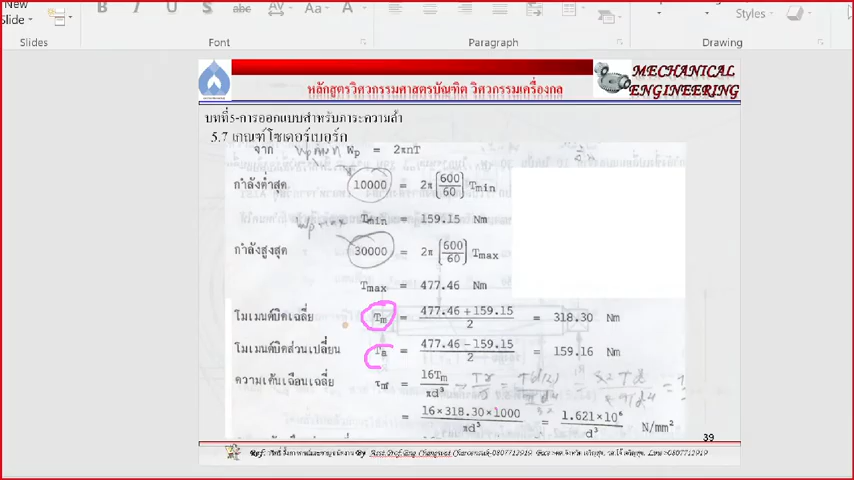 New
Slide
B I U S abc AV Aa A
Styles
Slides Font Paragraph Drawing
หลักสูตรวิศวกรรมศาสตรบัณฑิต วิศวกรรมเครื่องกล
MECHANICAL
ENGINEERING
บทที่5-การออกแบบสำหรับภาระความล้า
5.7 เกณฑ์โซเดอร์เบอร์ก
จาก Wp = 2πnT
กำลังต่ำสุด 10000 = 2π [600/60] Tmin
Wp max Tmin = 159.15 Nm
กำลังสูงสุด 30000 = 2π [600/60] Tmax
Tmax = 477.46 Nm
โมเมนต์บิดเฉลี่ย Tm = (477.46 + 159.15)/2 = 318.30 Nm
โมเมนต์บิดส่วนเปลี่ยน Ta = (477.46 − 159.15)/2 = 159.16 Nm
ความเค้นเฉือนเฉลี่ย τm = 16Tm/πd³
= 16×318.30×1000/πd³ = 1.621×10⁶/d³ N/mm²
39